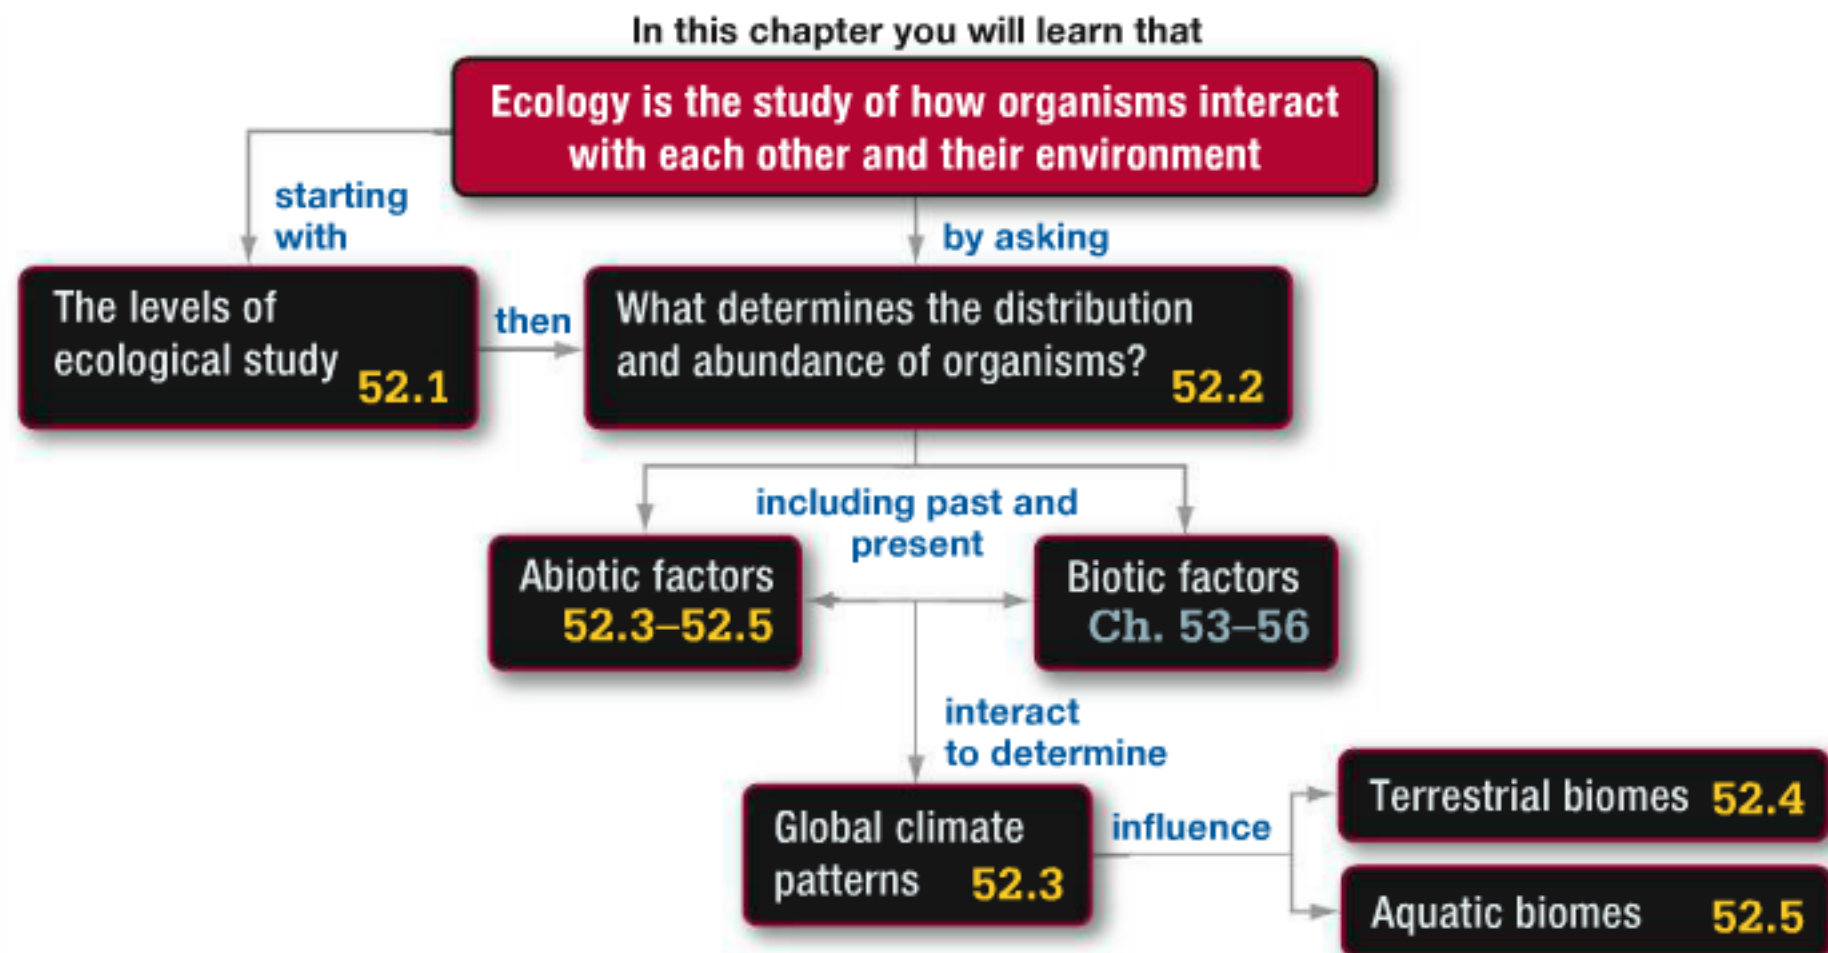 In this chapter you will learn that
Ecology is the study of how organisms interact
with each other and their environment
starting
with
by asking
The levels of
ecological study 52.1
then
What determines the distribution
and abundance of organisms? 52.2
including past and
present
Abiotic factors
52.3–52.5
Biotic factors
Ch. 53–56
interact
to determine
Global climate
patterns 52.3
influence
Terrestrial biomes 52.4
Aquatic biomes 52.5